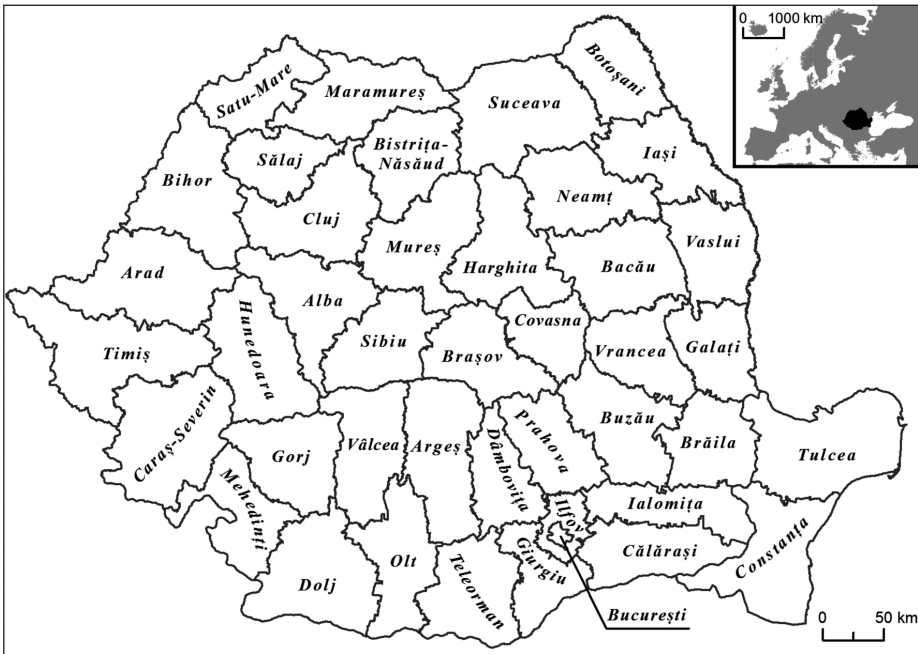 0 1000 km
Botoșani
Satu-Mare
Maramureș
Suceava
Bistrița-
Năsăud
Iași
Sălaj
Bihor
Neamț
Cluj
Mureș
Vaslui
Harghita
Bacău
Arad
Alba
Hunedoara
Covasna
Sibiu
Brașov
Vrancea
Galați
Timiș
Caraș-Severin
Prahova
Buzău
Brăila
Vâlcea
Argeș
Gorj
Dâmbovița
Tulcea
Mehedinți
Ilfov
Ialomița
Constanța
Călărași
Giurgiu
Olt
Dolj
Teleorman
București
0 50 km